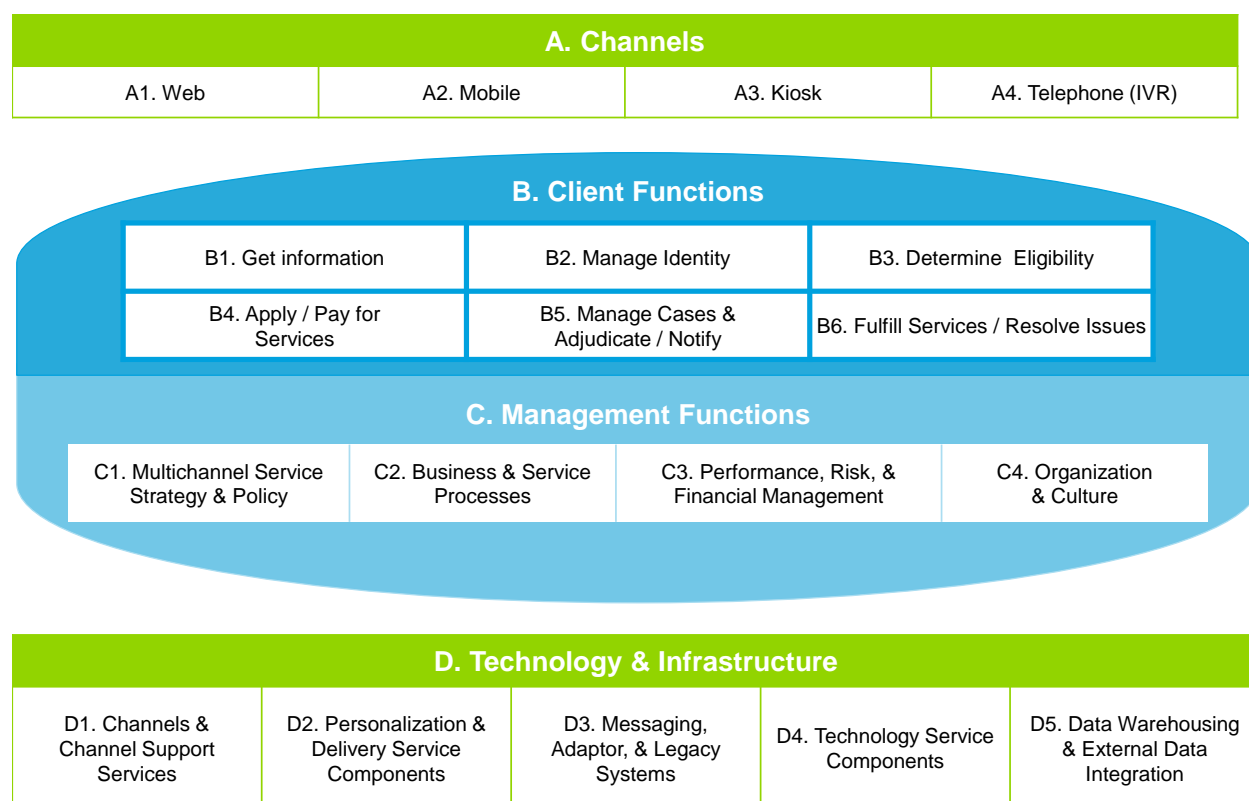 A. Channels
A1. Web
A2. Mobile
A3. Kiosk
A4. Telephone (IVR)
B. Client Functions
B1. Get information
B2. Manage Identity
B3. Determine  Eligibility
B4. Apply / Pay for
Services
B5. Manage Cases &
Adjudicate / Notify
B6. Fulfill Services / Resolve Issues
C. Management Functions
C1. Multichannel Service
Strategy & Policy
C2. Business & Service
Processes
C3. Performance, Risk, &
Financial Management
C4. Organization
& Culture
D. Technology & Infrastructure
D1. Channels &
Channel Support
Services
D2. Personalization &
Delivery Service
Components
D3. Messaging,
Adaptor, & Legacy
Systems
D4. Technology Service
Components
D5. Data Warehousing
& External Data
Integration